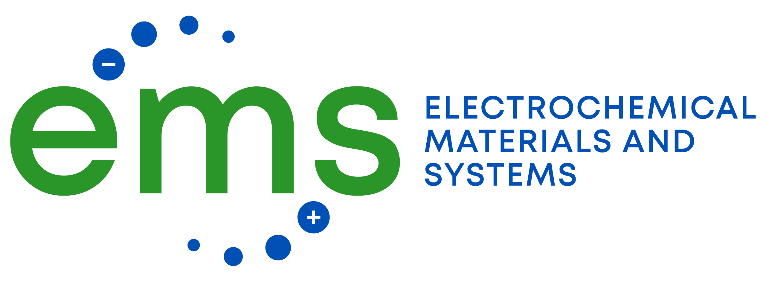 ems
ELECTROCHEMICAL
MATERIALS AND
SYSTEMS